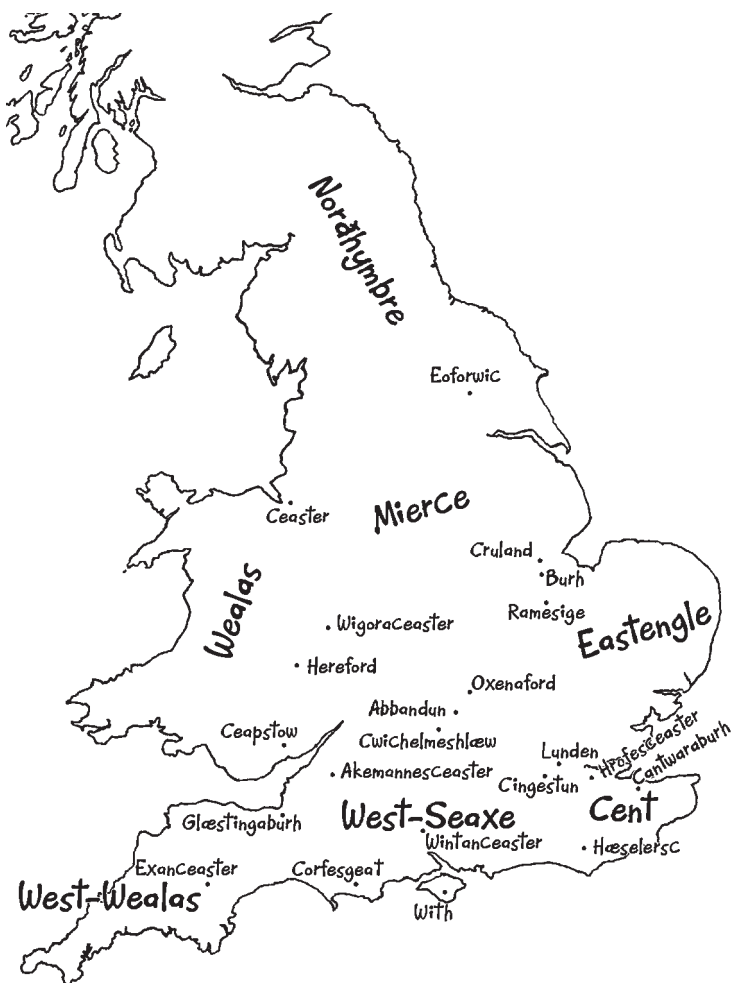 Norðhymbre
Eoforwic
Mierce
Ceaster
Cruland
Burh
Wealas
Ramesige
Eastengle
Wigoraceaster
Hereford
Oxenaford
Abbandun
Ceapstow
Cwichelmeshlæw
Lunden
Hrofesceaster
Cantwaraburh
Akemannesceaster
Cingestun
Glæstingaburh
West-Seaxe
Cent
Wintanceaster
Hæselersc
Exanceaster
Corfesgeat
West-Wealas
With